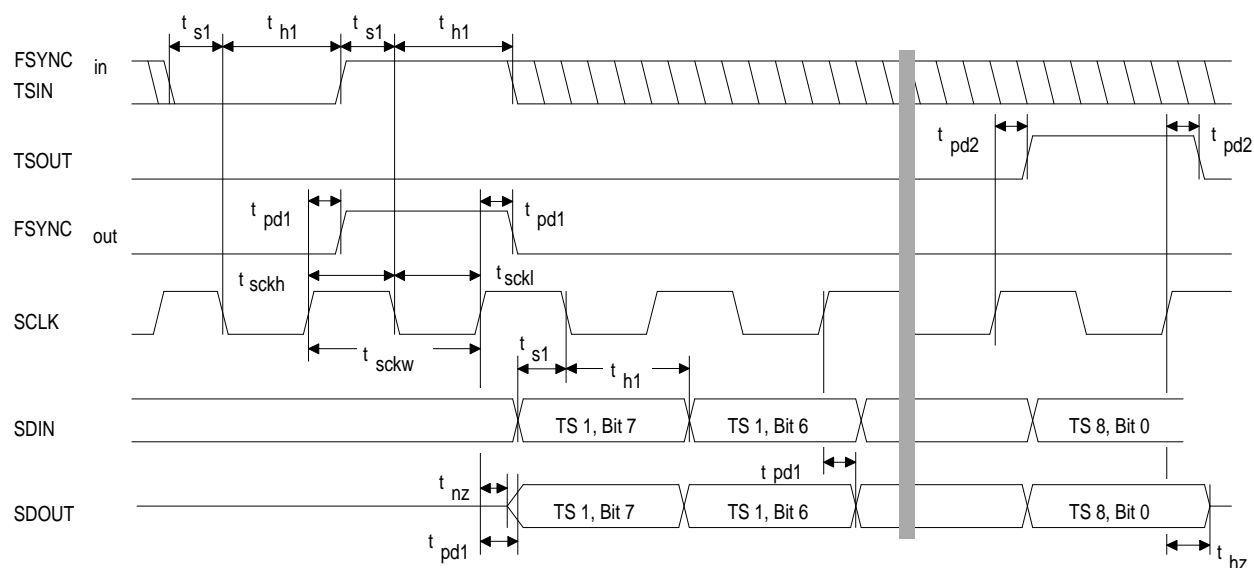 t s1 t h1 t s1 t h1
FSYNC in
TSIN
t pd2 t pd2
TSOUT
t pd1 t pd1
FSYNC out
t sckh t sckl
SCLK
t sckw t s1 t h1
SDIN TS 1, Bit 7 TS 1, Bit 6 TS 8, Bit 0
t nz t pd1
SDOUT TS 1, Bit 7 TS 1, Bit 6 TS 8, Bit 0
t pd1 t hz